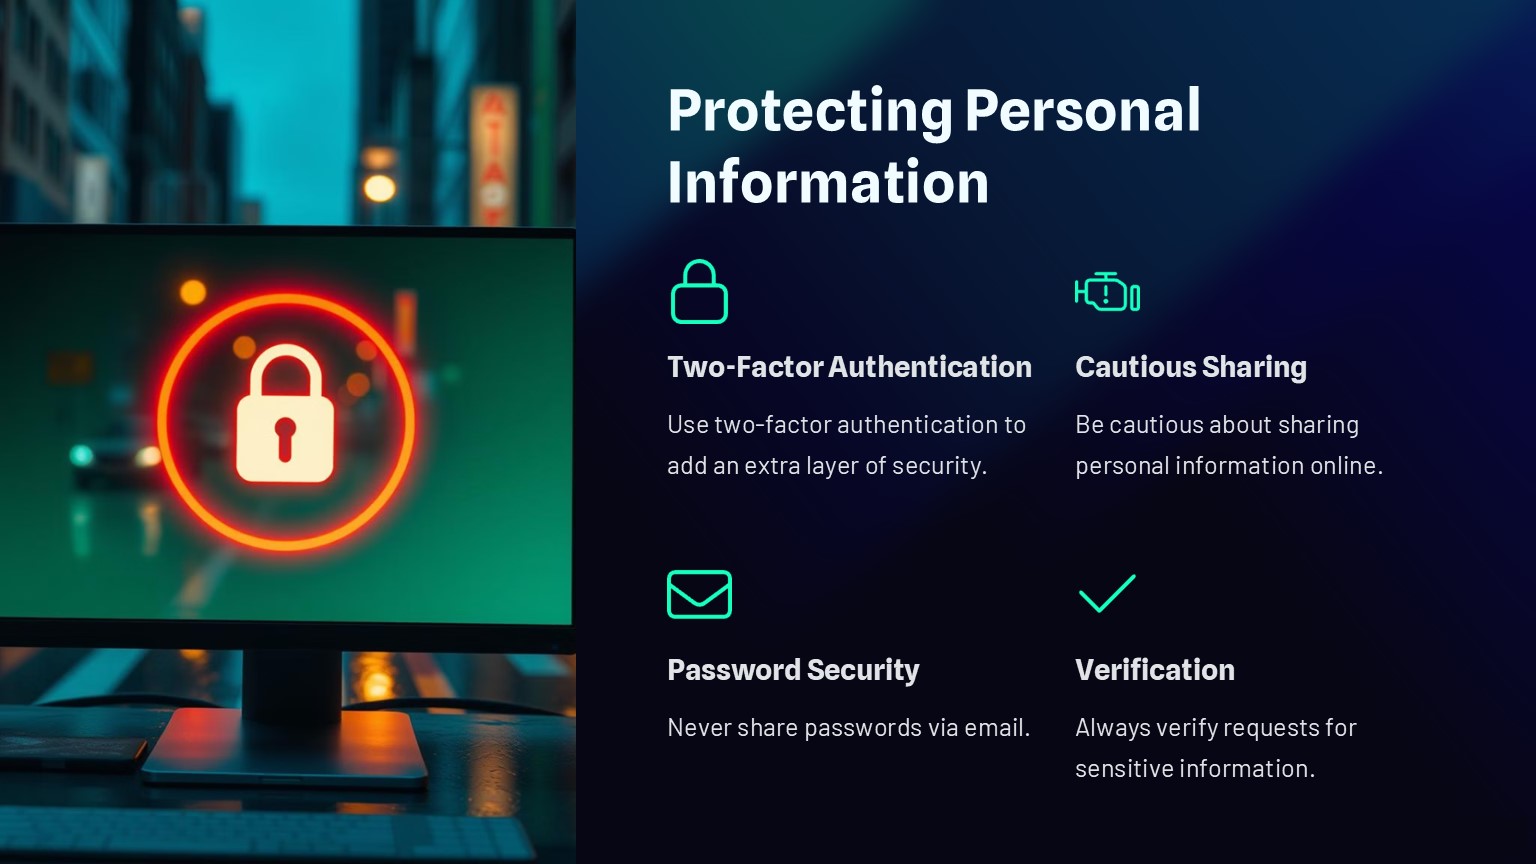 Protecting Personal
Information
Two-Factor Authentication
Use two-factor authentication to
add an extra layer of security.
Cautious Sharing
Be cautious about sharing
personal information online.
Password Security
Never share passwords via email.
Verification
Always verify requests for
sensitive information.